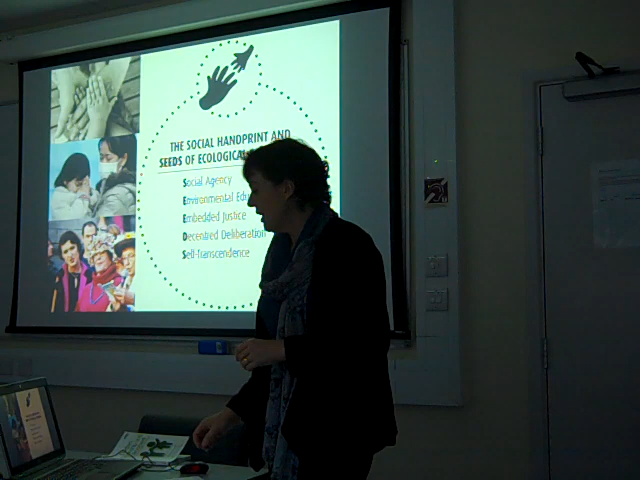 THE SOCIAL HANDPRINT AND
SEEDS OF ECOLOGICAL
Social Agency
Environmental Edu
Embedded Justice
Decentred Deliberation
Self-Transcendence